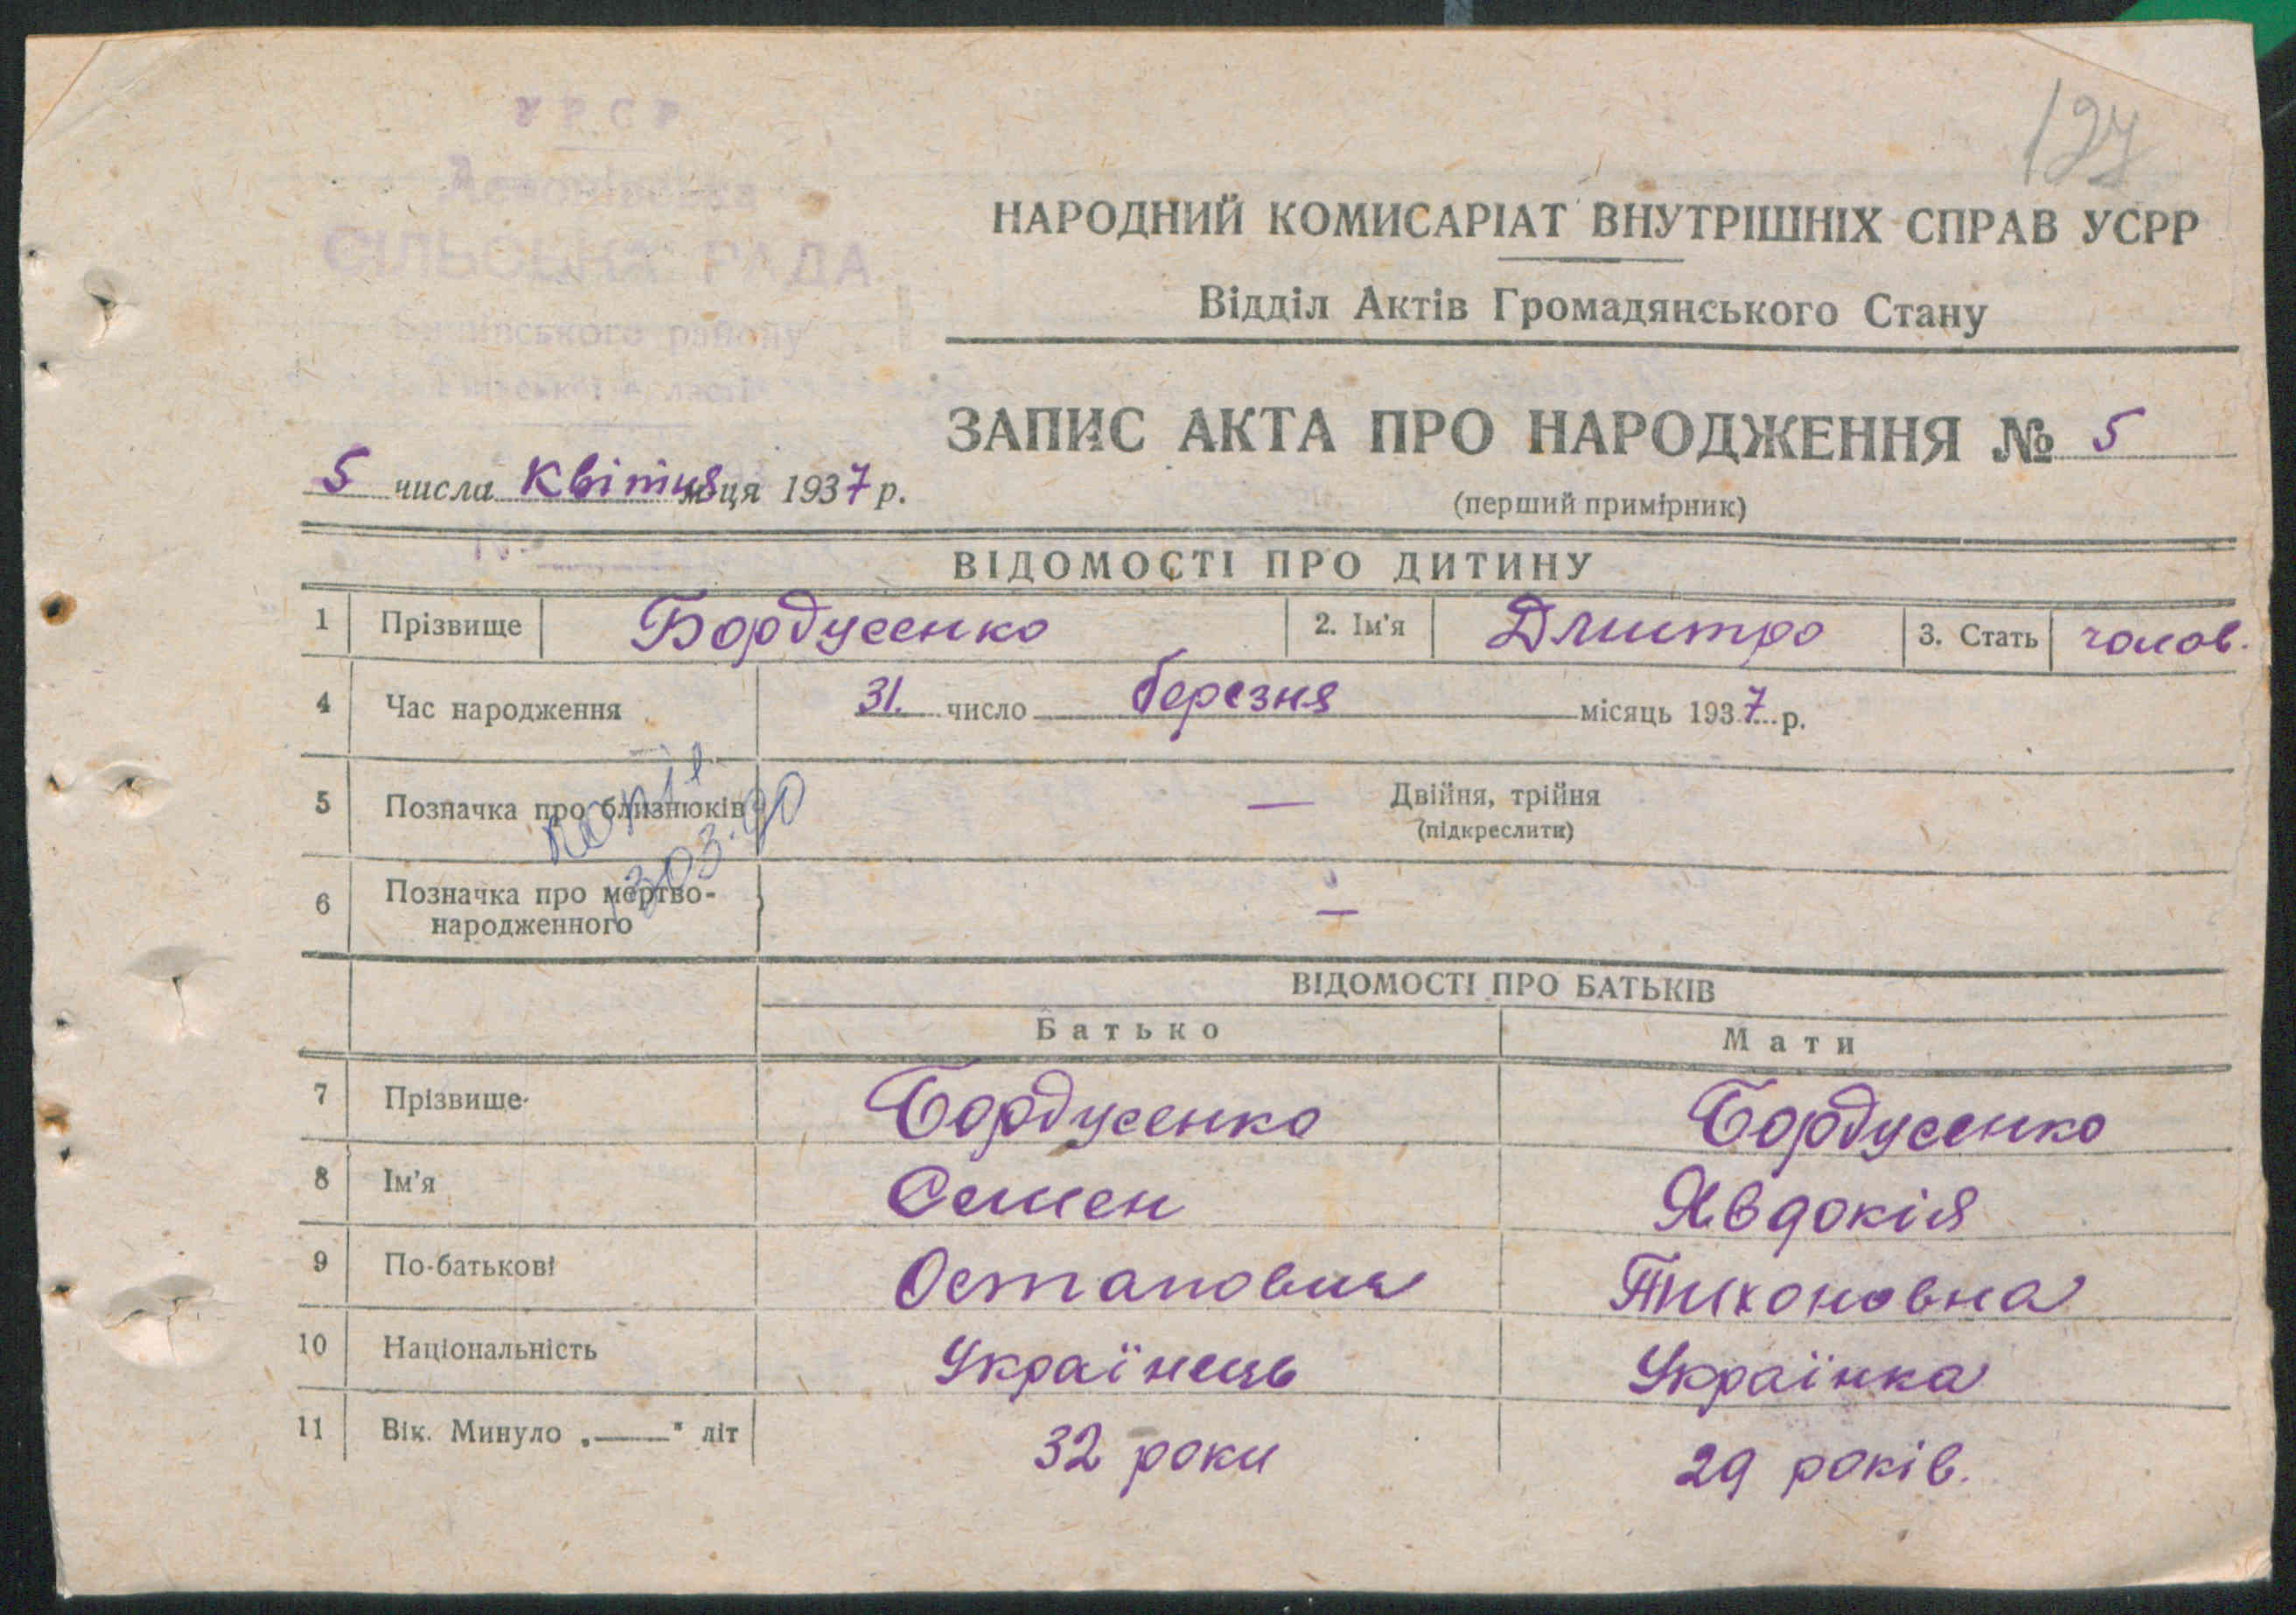 УРСР
СІЛЬСЬКА РАДА
району
127
НАРОДНИЙ КОМИСАРІАТ ВНУТРІШНІХ СПРАВ УСРР
Відділ Актів Громадянського Стану
ЗАПИС АКТА ПРО НАРОДЖЕННЯ № 5
5 числа Квітня м-ця 1937 р.
(перший примірник)
ВІДОМОСТІ ПРО ДИТИНУ
1 Прізвище Бордусенко 2. Ім'я Дмитро 3. Стать чолов.
4 Час народження 31. число березня місяць 1937 р.
5 Позначка про близнюків — Двійня, трійня
(підкреслити)
6 Позначка про мертво-
народженного —
ВІДОМОСТІ ПРО БАТЬКІВ
Батько Мати
7 Прізвище Бордусенко Бордусенко
8 Ім'я Семен Явдокія
9 По-батькові Остапович Тихоновна
10 Національність Українець Українка
11 Вік. Минуло „——" літ 32 роки 29 років.